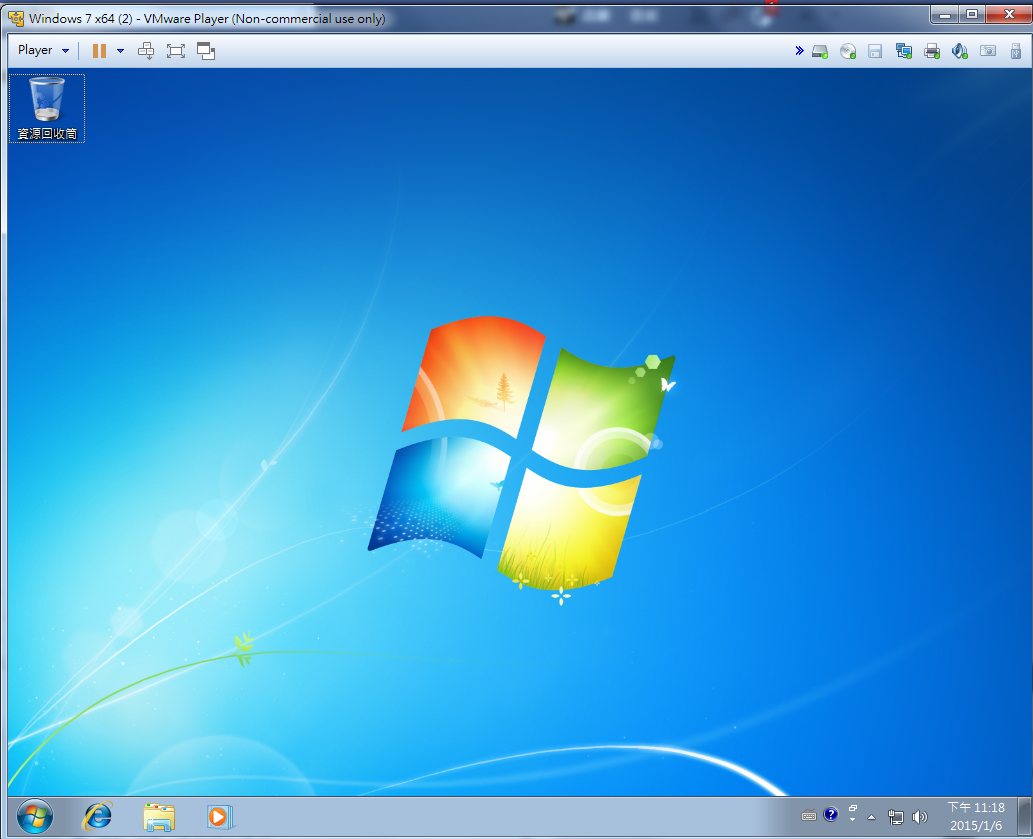 Windows 7 x64 (2) - VMware Player (Non-commercial use only)
Player
資源回收筒
下午 11:18
2015/1/6